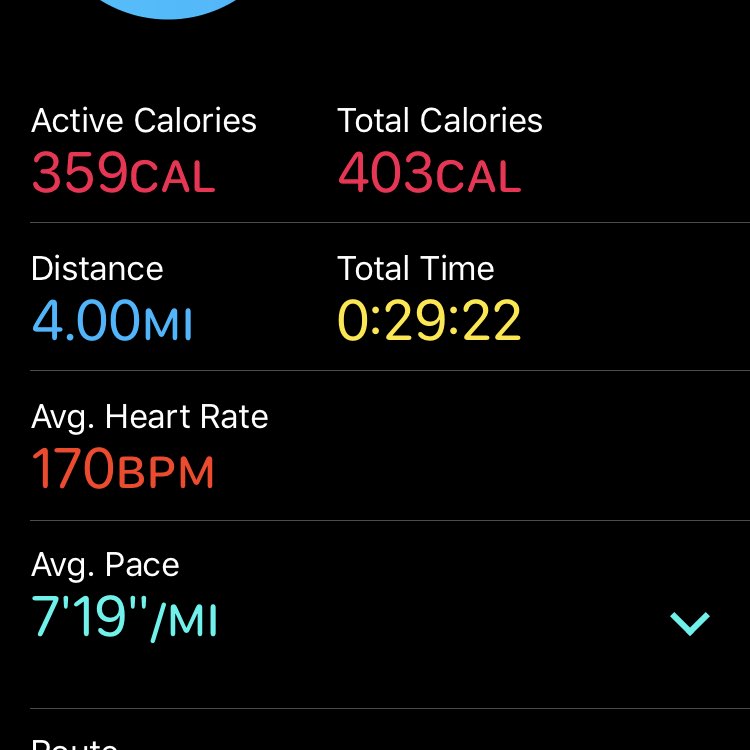 Active Calories Total Calories
359CAL 403CAL
Distance Total Time
4.00MI 0:29:22
Avg. Heart Rate
170BPM
Avg. Pace
7'19"/MI
Route